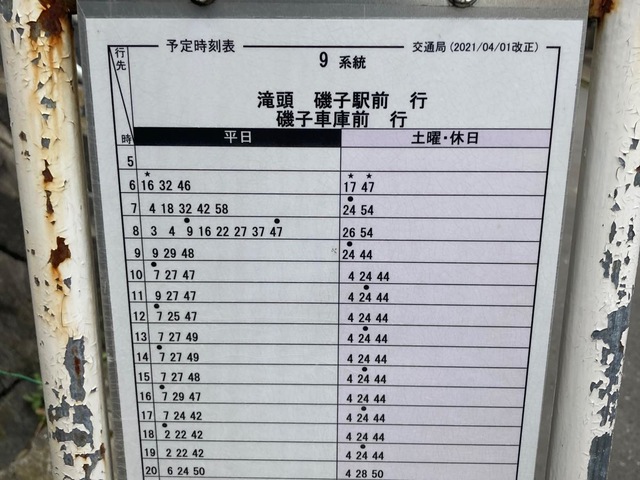 予定時刻表 交通局(2021/04/01改正)
行先 9 系統
滝頭 磯子駅前 行
磯子車庫前 行
時 平日 土曜・休日
5
★ ★ ★
6 16 32 46 17 47
●
7 4 18 32 42 58 24 54
● ●
8 3 4 9 16 22 27 37 47 26 54
●
9 9 29 48 24 44
●
10 7 27 47 4 24 44
●
11 9 27 47 4 24 44
●
12 7 25 47 4 24 44
●
13 7 27 49 4 24 44
●
14 7 27 49 4 24 44
●
15 7 27 48 4 24 44
●
16 7 29 47 4 24 44
●
17 7 24 42 4 24 44
●
18 2 22 42 4 24 44
●
19 2 22 42 4 24 44
20 6 24 50 4 28 50